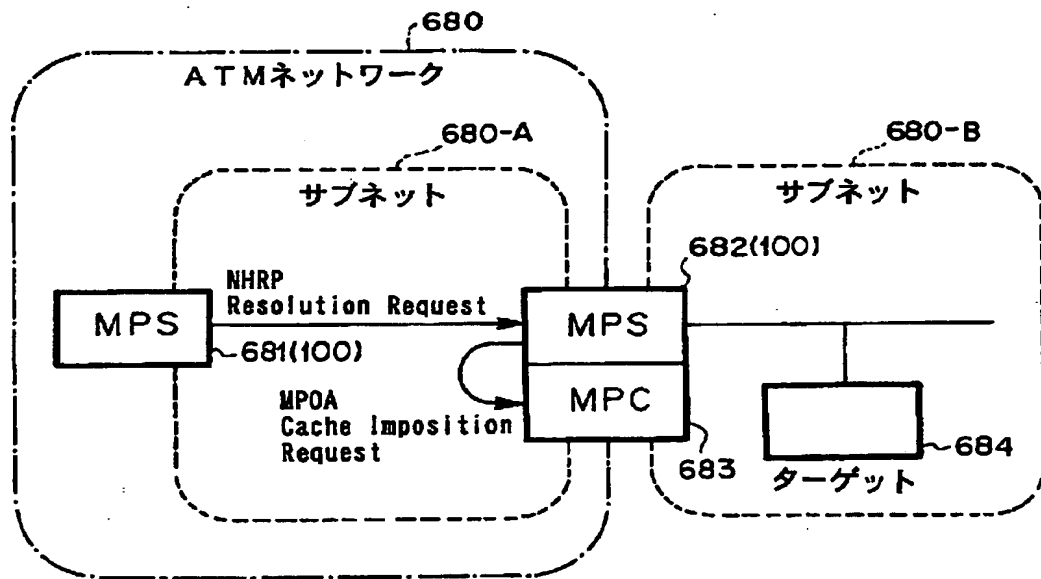 680
ATMネットワーク
680-A
680-B
サブネット
サブネット
682(100)
NHRP
Resolution Request
MPS
MPS
681(100)
MPOA
Cache Imposition
Request
MPC
683
684
ターゲット